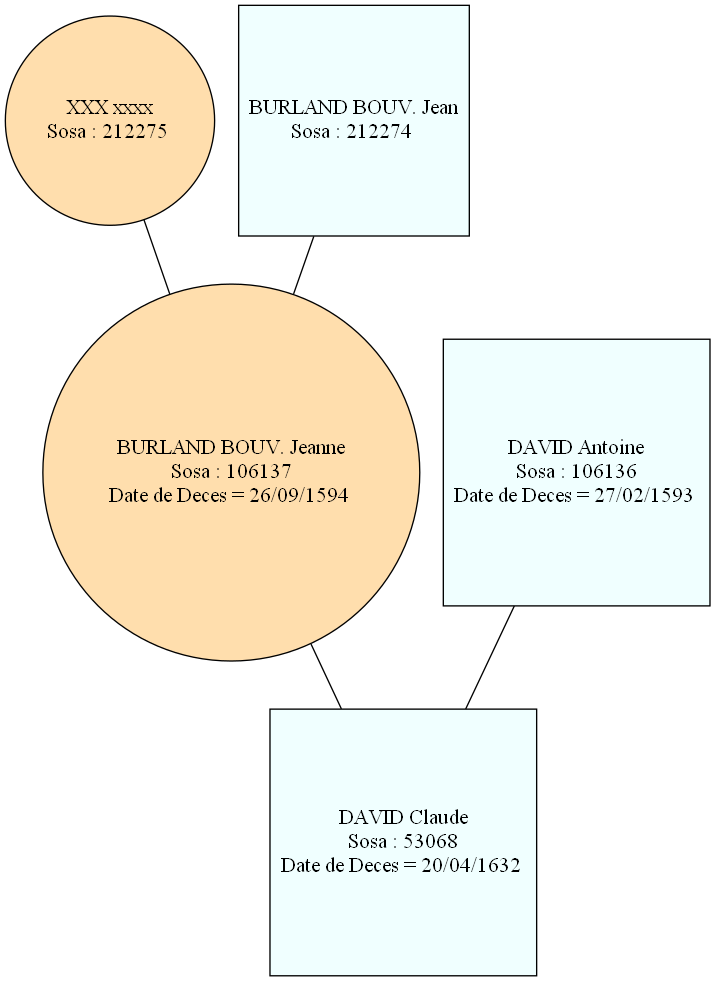 XXX xxxx
Sosa : 212275
BURLAND BOUV. Jean
Sosa : 212274
BURLAND BOUV. Jeanne
Sosa : 106137
Date de Deces = 26/09/1594
DAVID Antoine
Sosa : 106136
Date de Deces = 27/02/1593
DAVID Claude
Sosa : 53068
Date de Deces = 20/04/1632